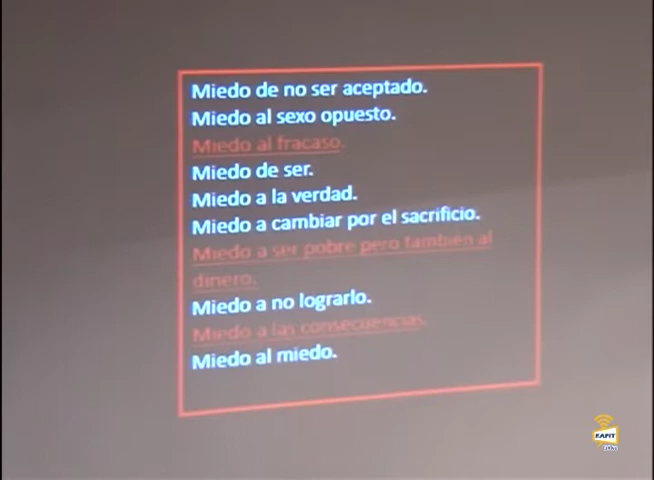 Miedo de no ser aceptado.
Miedo al sexo opuesto.
Miedo al fracaso.
Miedo de ser.
Miedo a la verdad.
Miedo a cambiar por el sacrificio.
Miedo a ser pobre pero también al
dinero.
Miedo a no lograrlo.
Miedo a las consecuencias.
Miedo al miedo.
EAFIT